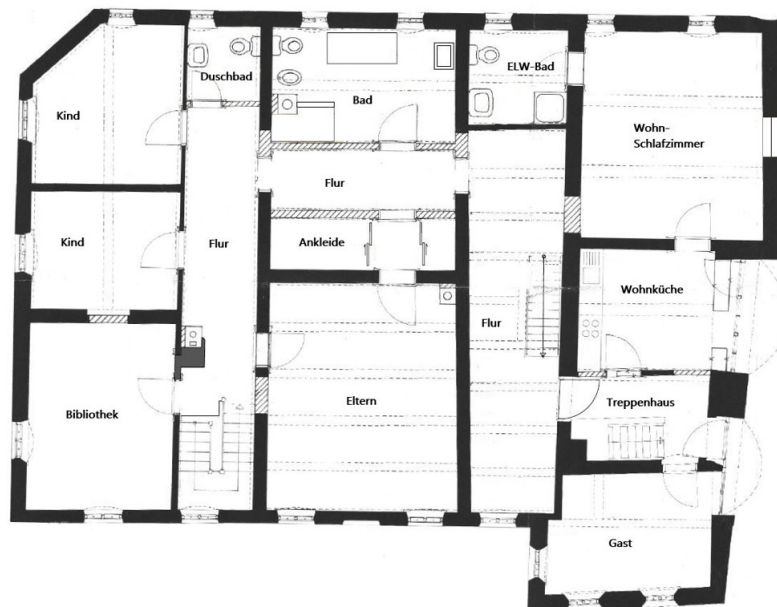 Duschbad
ELW-Bad
Kind
Bad
Wohn-
Schlafzimmer
Flur
Kind
Flur
Ankleide
Wohnküche
Flur
Eltern
Treppenhaus
Bibliothek
Gast